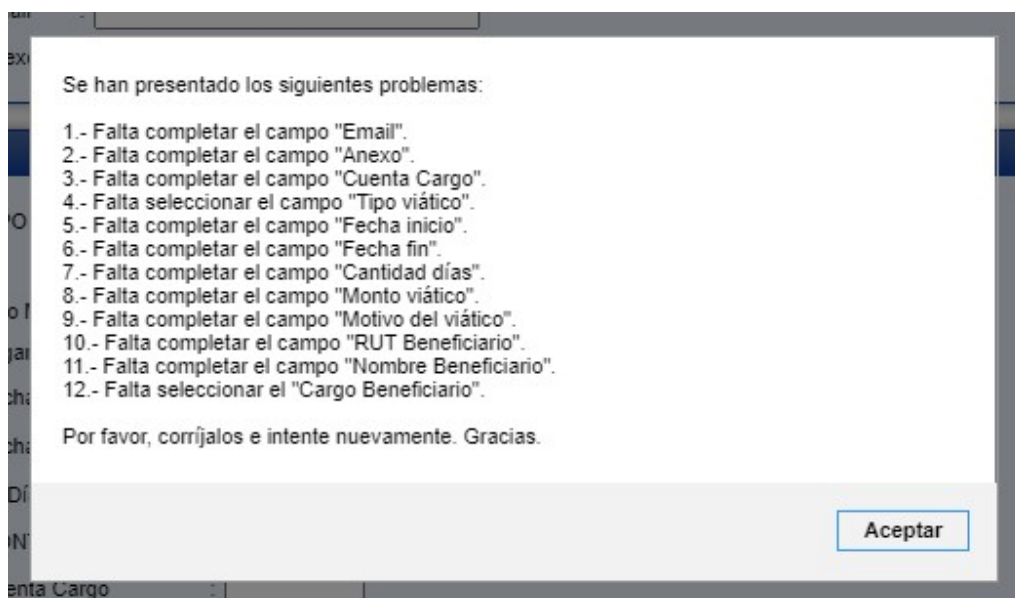 Se han presentado los siguientes problemas:
1.- Falta completar el campo "Email".
2.- Falta completar el campo "Anexo".
3.- Falta completar el campo "Cuenta Cargo".
4.- Falta seleccionar el campo "Tipo viático".
5.- Falta completar el campo "Fecha inicio".
6.- Falta completar el campo "Fecha fin".
7.- Falta completar el campo "Cantidad días".
8.- Falta completar el campo "Monto viático".
9.- Falta completar el campo "Motivo del viático".
10.- Falta completar el campo "RUT Beneficiario".
11.- Falta completar el campo "Nombre Beneficiario".
12.- Falta seleccionar el "Cargo Beneficiario".
Por favor, corríjalos e intente nuevamente. Gracias.
Aceptar
enta Cargo :